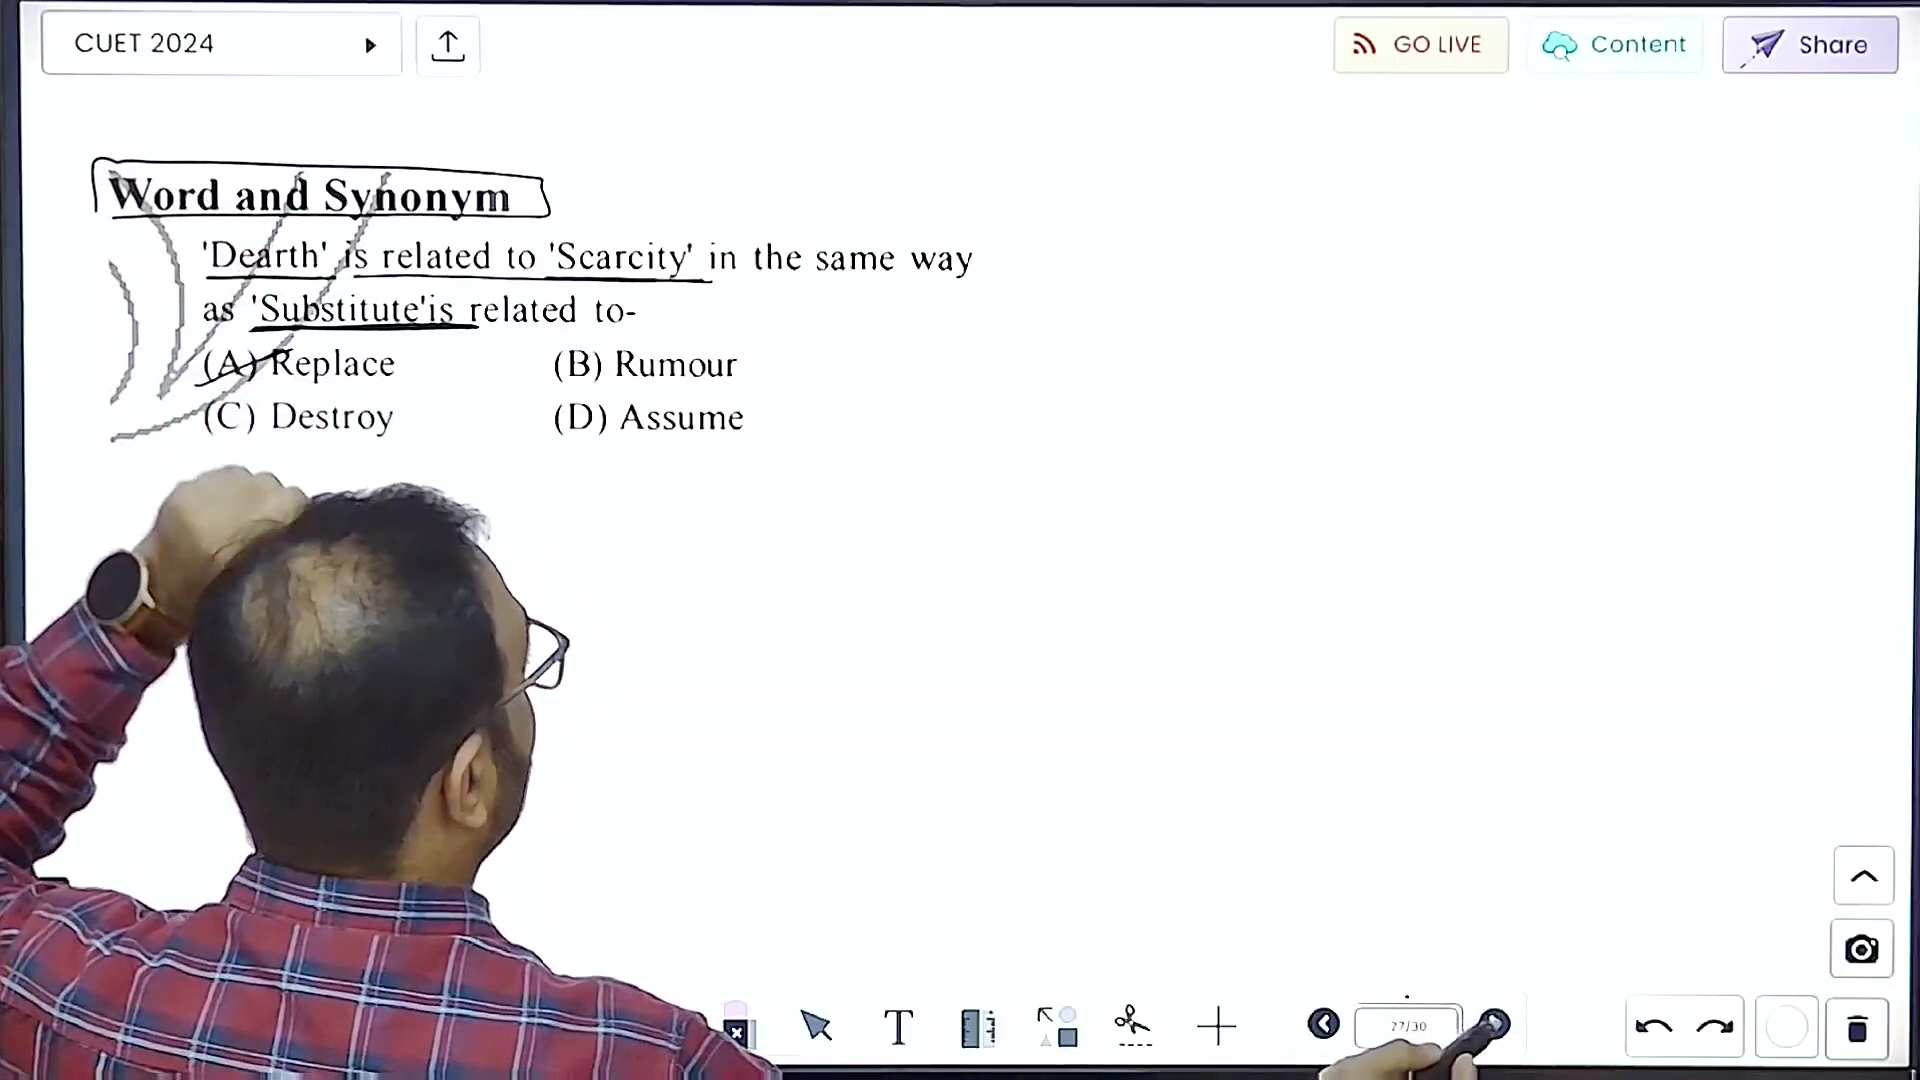 CUET 2024
GO LIVE
Content
Share
Word and Synonym
'Dearth' is related to 'Scarcity' in the same way
as 'Substitute'is related to-
(A) Replace
(B) Rumour
(C) Destroy
(D) Assume
T
27/30